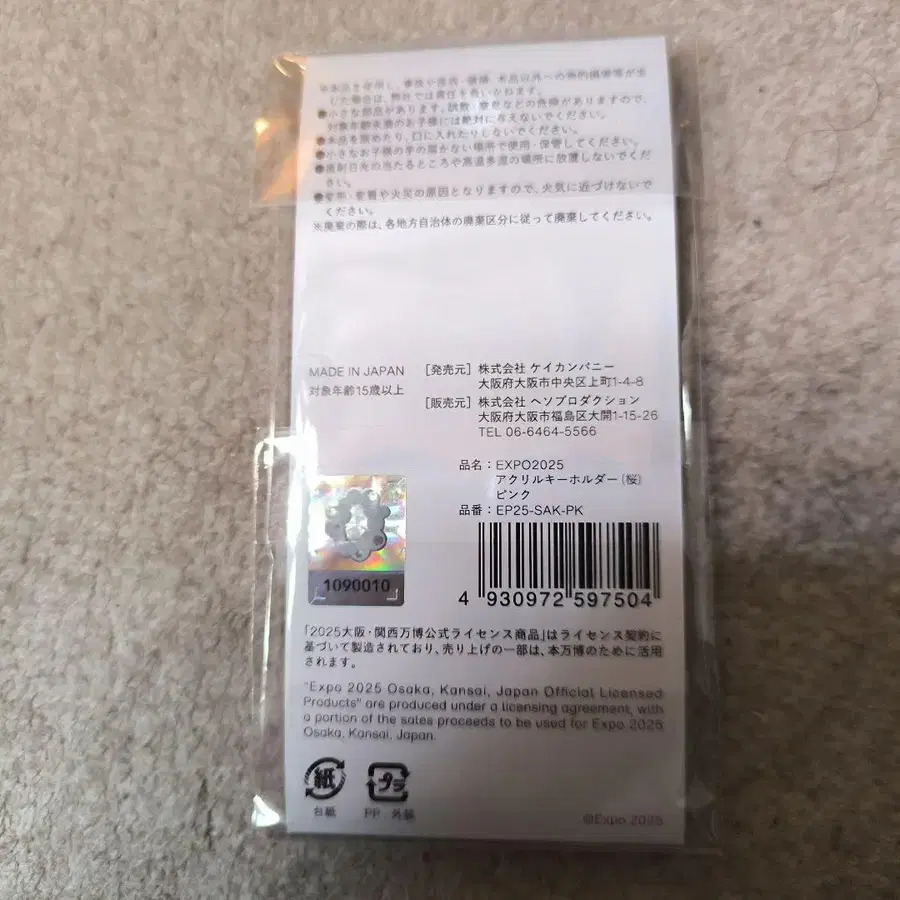 ※本品を使用し、事故や怪我・破損、本品以外への物的損害等が生
じた場合は、弊社では責任を負いかねます。
●小さな部品があります。誤飲・窒息などの危険がありますので、
対象年齢未満のお子様には絶対に与えないでください。
●本品を舐めたり、口に入れたりしないでください。
●小さなお子様の手の届かない場所で使用・保管してください。
●直射日光の当たるところや高温多湿の場所に放置しないでくださ
い。
●変形・変質や火災の原因となりますので、火気に近づけないで
ください。
※廃棄の際は、各地方自治体の廃棄区分に従って廃棄してください。
MADE IN JAPAN
対象年齢15歳以上
[発売元] 株式会社 ケイカンパニー
大阪府大阪市中央区上町1-4-8
[販売元] 株式会社 ヘソプロダクション
大阪府大阪市福島区大開1-15-26
TEL 06-6464-5566
品名：EXPO2025
アクリルキーホルダー(桜)
ピンク
品番：EP25-SAK-PK
1090010
4 930972 597504
「2025大阪・関西万博公式ライセンス商品」はライセンス契約に
基づいて製造されており、売り上げの一部は、本万博のために活用
されます。
"Expo 2025 Osaka, Kansai, Japan Official Licensed
Products" are produced under a licensing agreement, with
a portion of the sales proceeds to be used for Expo 2025
Osaka, Kansai, Japan.
紙 プラ
台紙 PP：外装
©Expo 2025